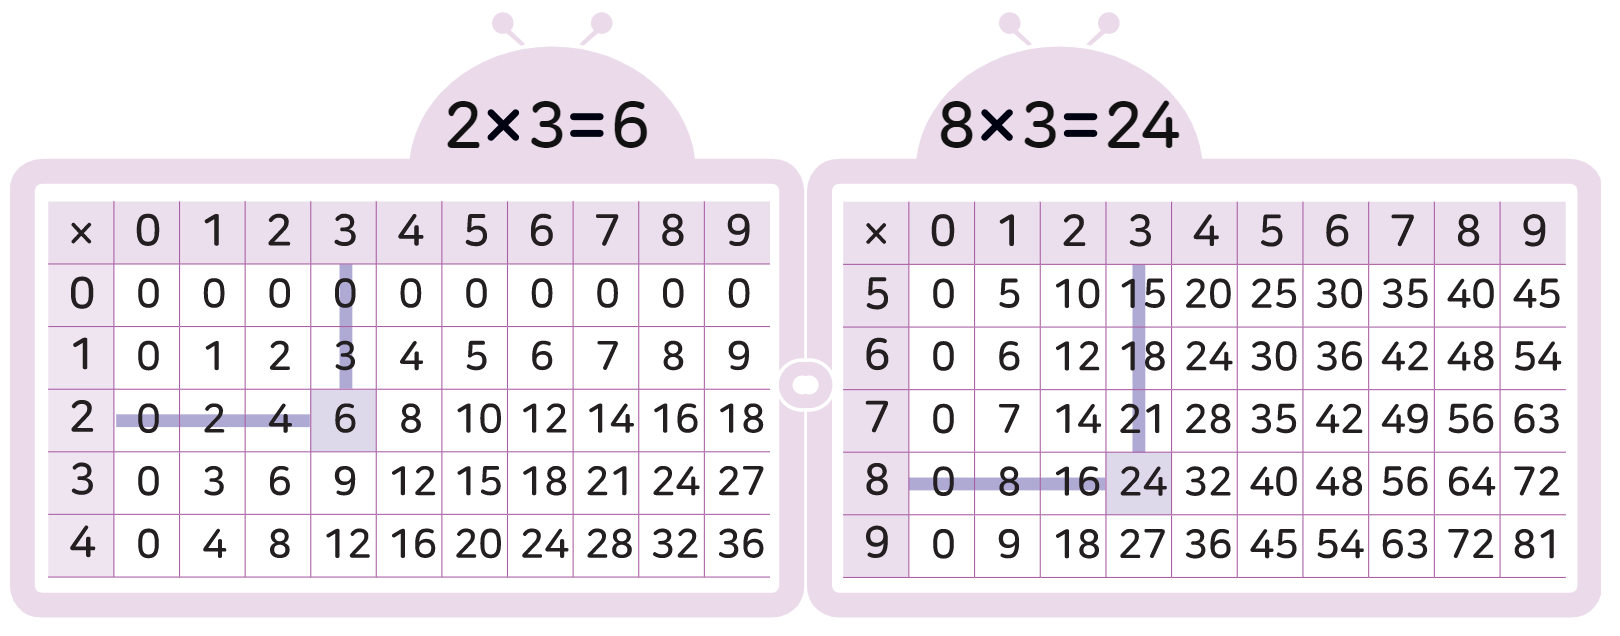 2×3=6
× 0 1 2 3 4 5 6 7 8 9
0 0 0 0 0 0 0 0 0 0 0
1 0 1 2 3 4 5 6 7 8 9
2 0 2 4 6 8 10 12 14 16 18
3 0 3 6 9 12 15 18 21 24 27
4 0 4 8 12 16 20 24 28 32 36
8×3=24
× 0 1 2 3 4 5 6 7 8 9
5 0 5 10 15 20 25 30 35 40 45
6 0 6 12 18 24 30 36 42 48 54
7 0 7 14 21 28 35 42 49 56 63
8 0 8 16 24 32 40 48 56 64 72
9 0 9 18 27 36 45 54 63 72 81